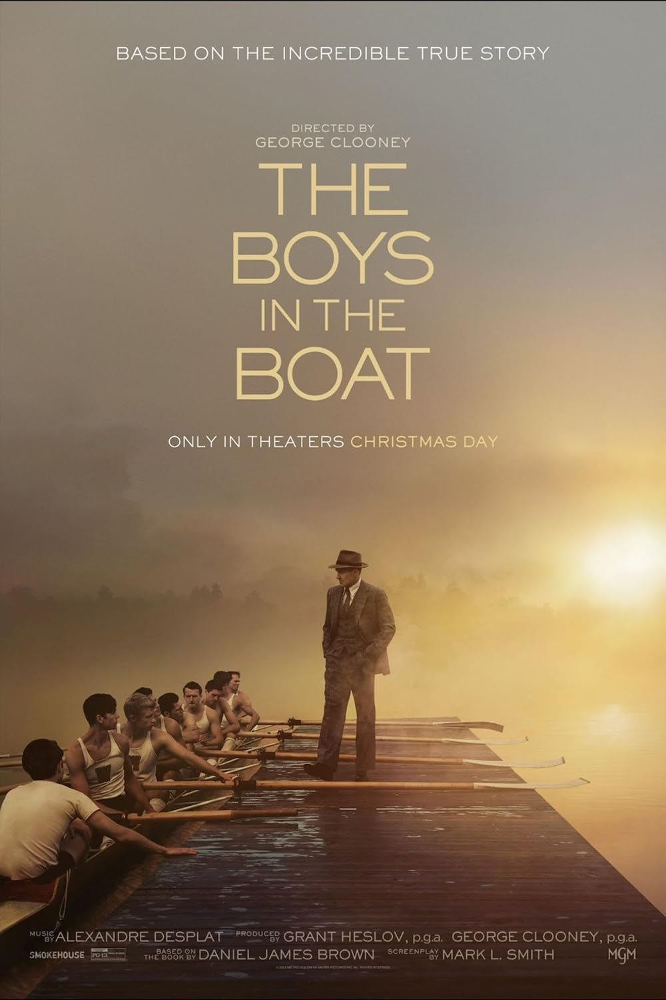 BASED ON THE INCREDIBLE TRUE STORY
DIRECTED BY
GEORGE CLOONEY
THE
BOYS
IN THE
BOAT
ONLY IN THEATERS CHRISTMAS DAY
MUSIC BY ALEXANDRE DESPLAT PRODUCED BY GRANT HESLOV, p.g.a. GEORGE CLOONEY, p.g.a.
SMOKEHOUSE PG-13 BASED ON THE BOOK BY DANIEL JAMES BROWN SCREENPLAY BY MARK L. SMITH MGM
W
W